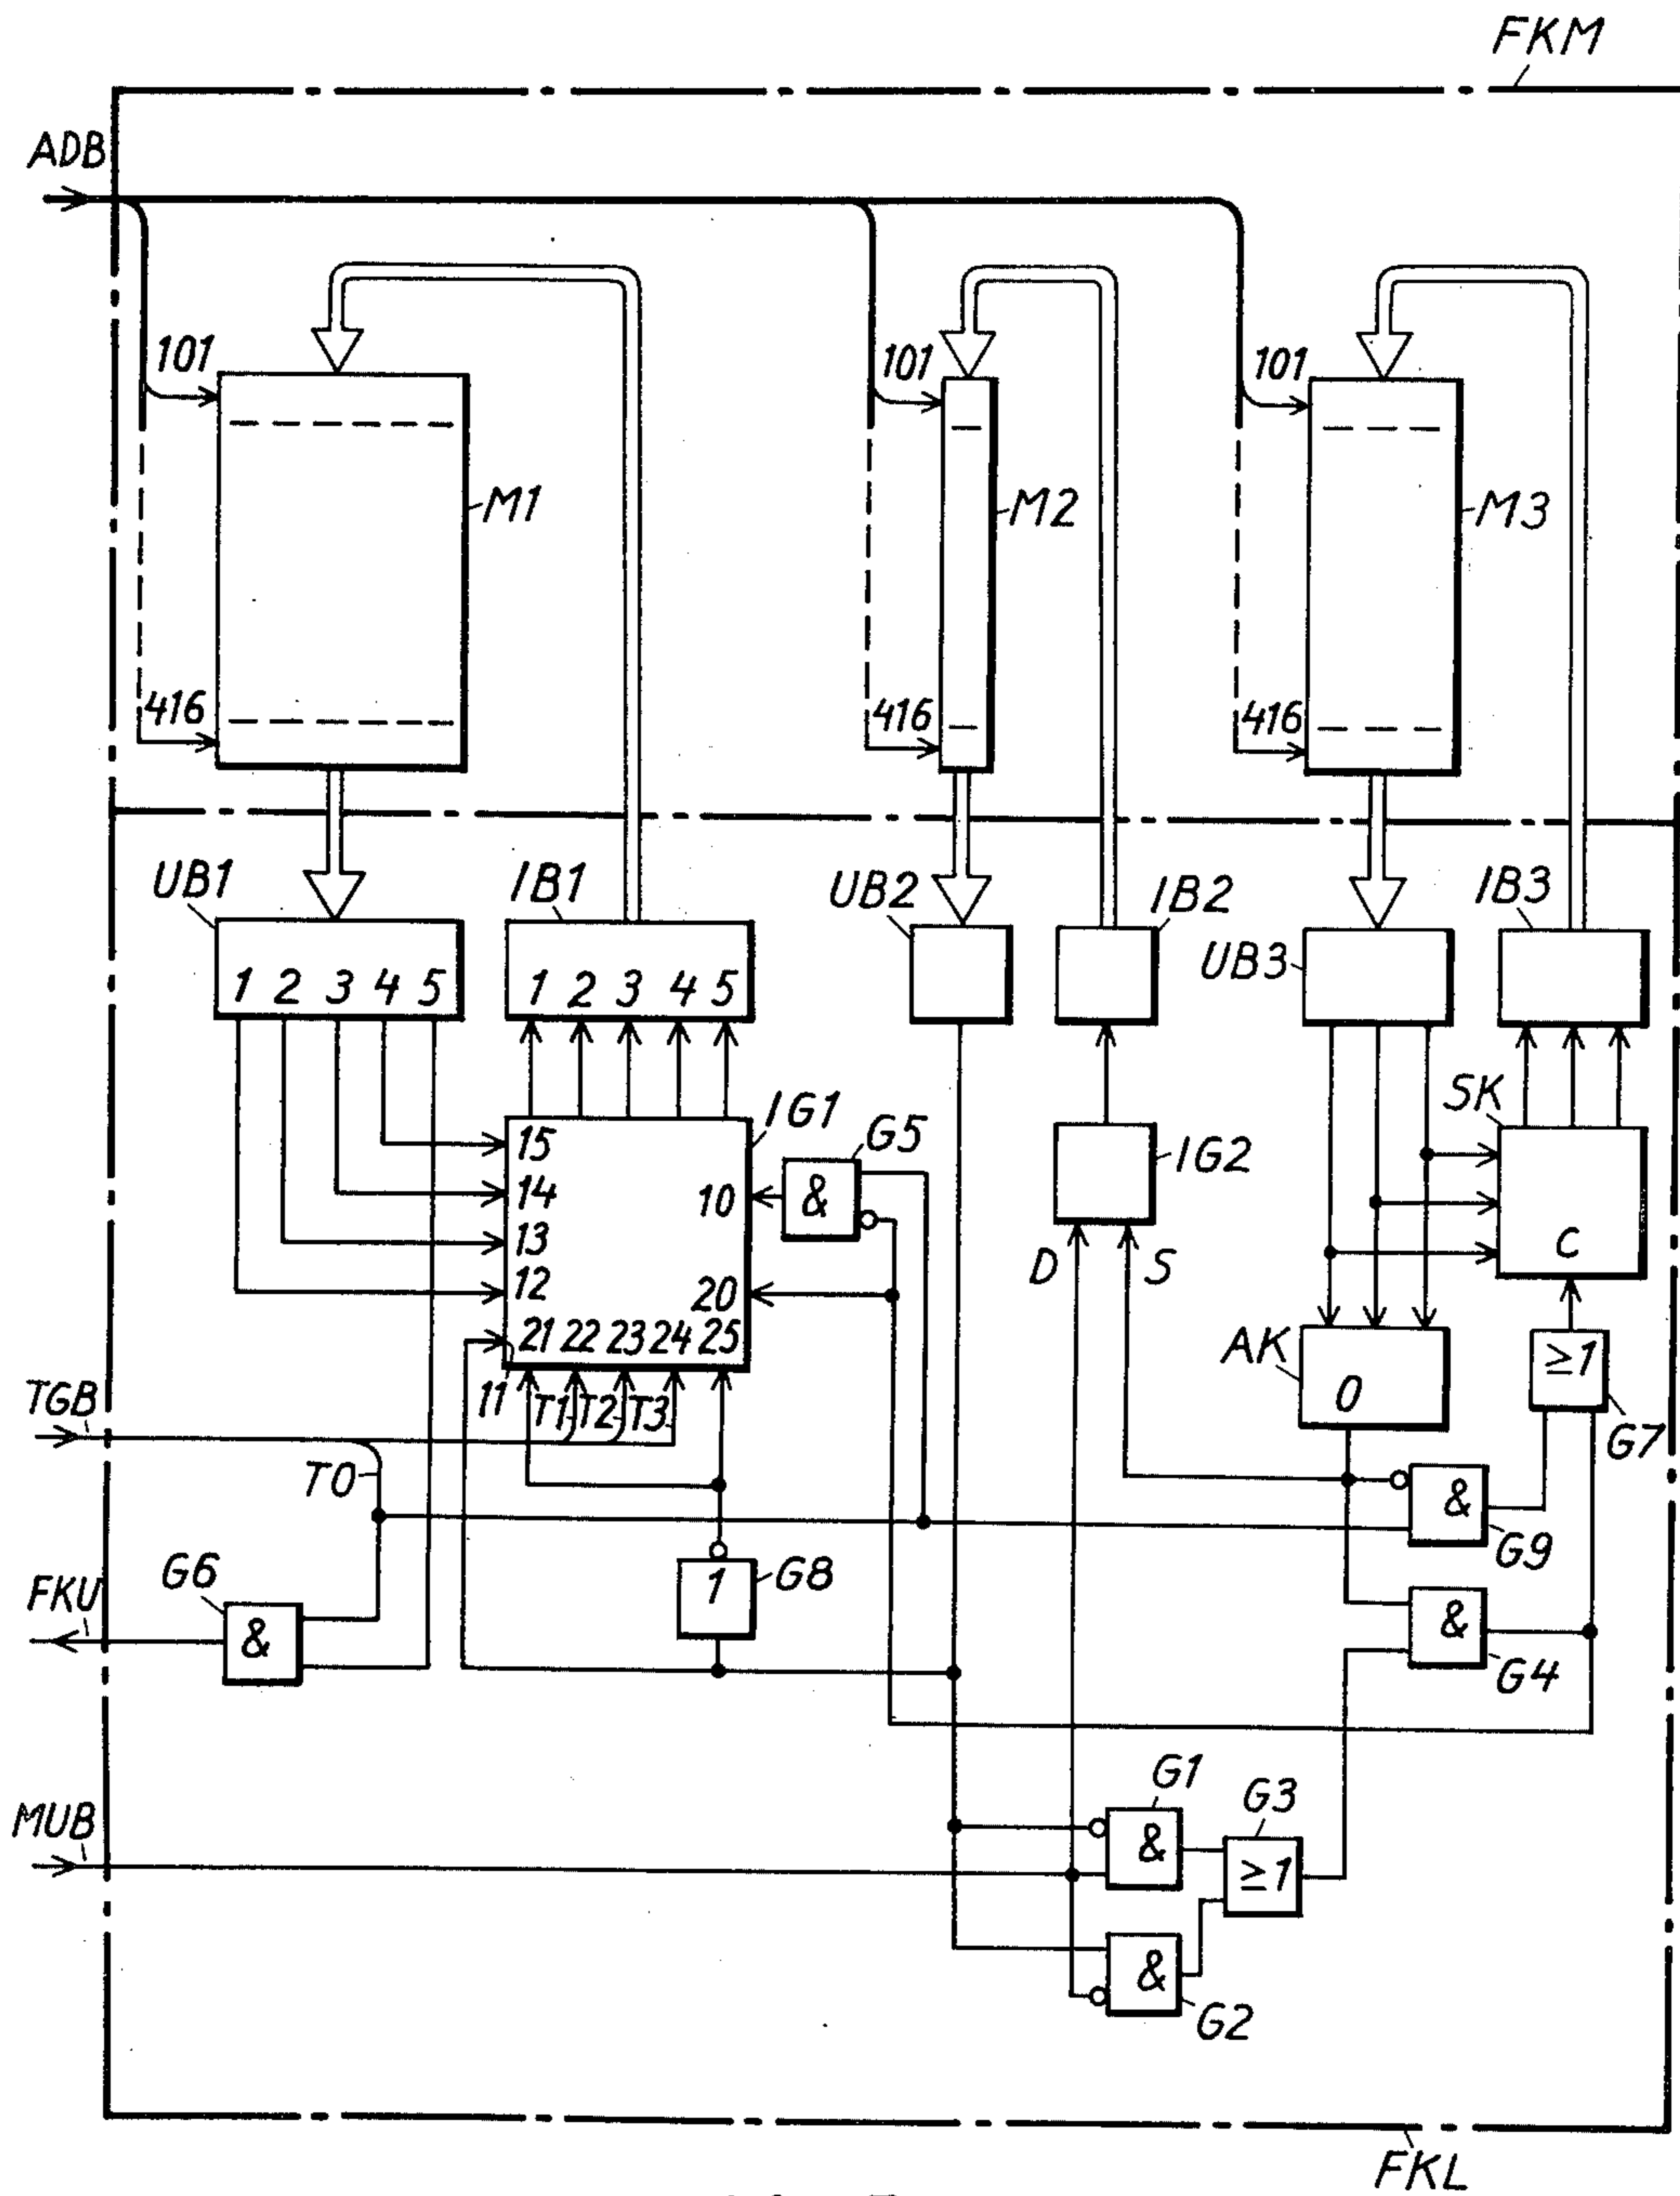 FKM
ADB
101
101
101
M1
M2
M3
416
416
416
UB1
IB1
UB2
IB2
UB3
IB3
1 2 3 4 5
1 2 3 4 5
SK
IG1
G5
IG2
15
14
13
12
10
&
20
21 22 23 24 25
11
D
S
C
AK
0
≥1
G7
TGB
T1
T2
T3
T0
&
G9
G6
FKU
&
1
G8
&
G4
MUB
G1
&
G3
≥1
&
G2
FKL